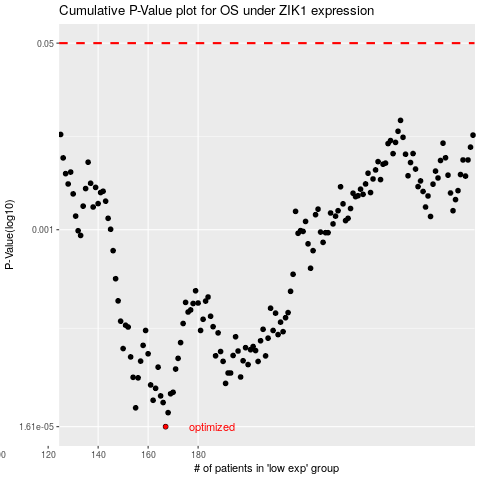 Cumulative P-Value plot for OS under ZIK1 expression
P-Value(log10)
0.05
0.001
1.61e-05
optimized
00 120 140 160 180
# of patients in 'low exp' group